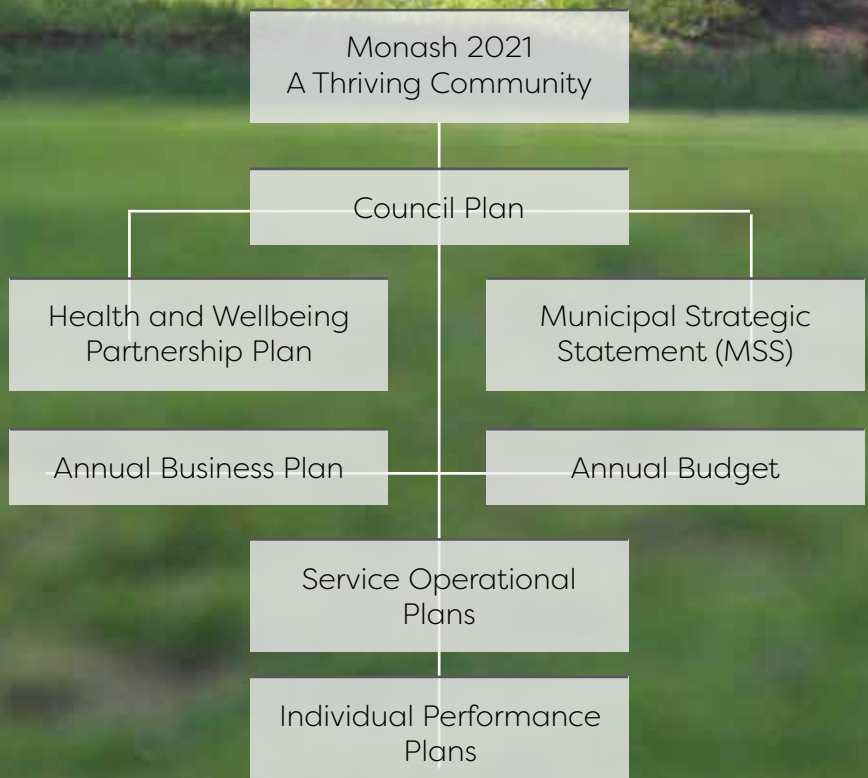 Monash 2021
A Thriving Community
Council Plan
Health and Wellbeing
Partnership Plan
Municipal Strategic
Statement (MSS)
Annual Business Plan
Annual Budget
Service Operational
Plans
Individual Performance
Plans